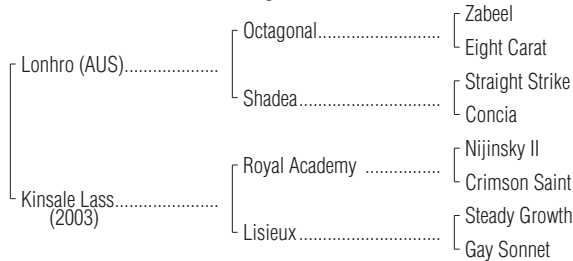 Zabeel
Octagonal......................
Eight Carat
Lonhro (AUS)...................
Straight Strike
Shadea..........................
Concia
Nijinsky II
Royal Academy ..............
Crimson Saint
Kinsale Lass....................
(2003)
Steady Growth
Lisieux...........................
Gay Sonnet